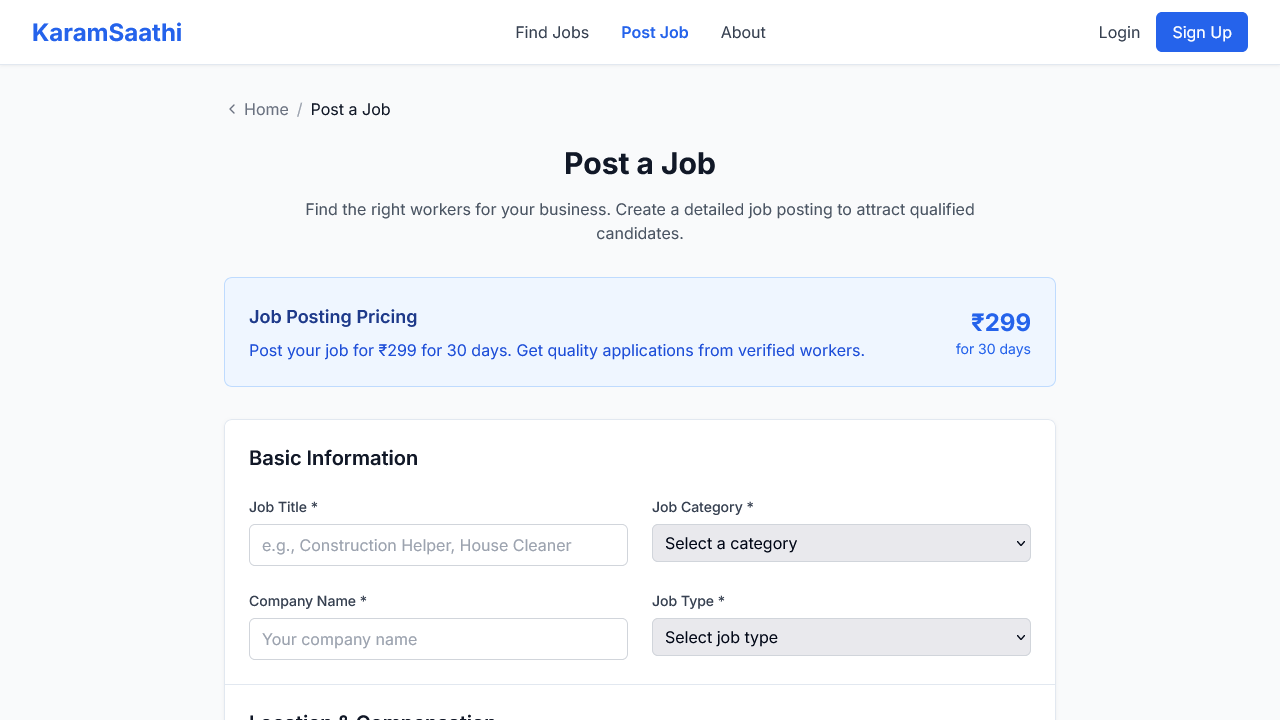 KaramSaathi
Find Jobs
Post Job
About
Login
Sign Up
Home / Post a Job
Post a Job
Find the right workers for your business. Create a detailed job posting to attract qualified
candidates.
Job Posting Pricing
Post your job for ₹299 for 30 days. Get quality applications from verified workers.
₹299
for 30 days
Basic Information
Job Title *
e.g., Construction Helper, House Cleaner
Job Category *
Select a category
Company Name *
Your company name
Job Type *
Select job type
Location & Compensation